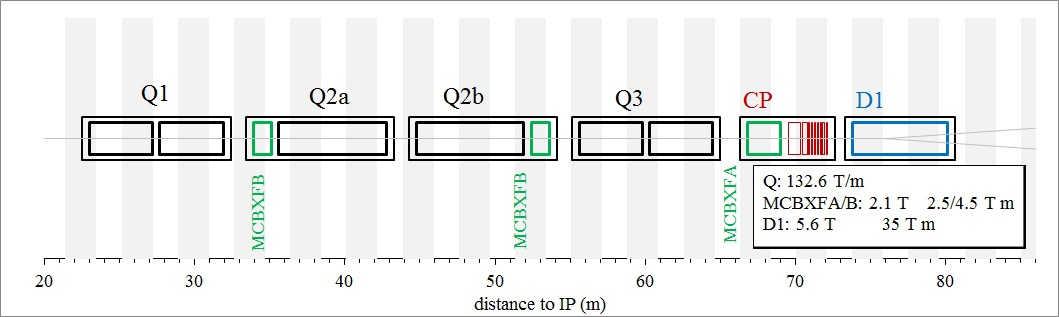 Q1
Q2a
Q2b
Q3
CP
D1
MCBXFB
MCBXFB
MCBXFA
Q: 132.6 T/m
MCBXFA/B: 2.1 T 2.5/4.5 T m
D1: 5.6 T 35 T m
20 30 40 50 60 70 80
distance to IP (m)